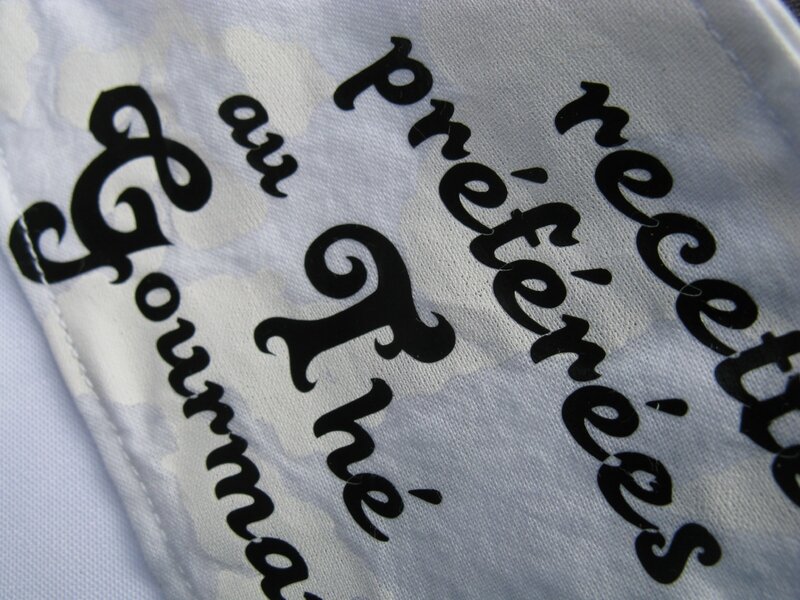 recette
préférées
au Thé
Gourma